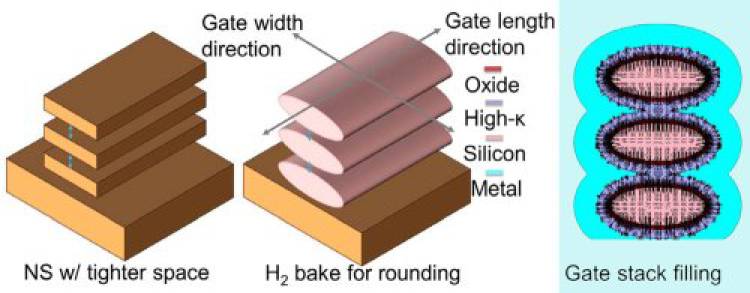 Gate width
direction
Gate length
direction
Oxide
High-κ
Silicon
Metal
NS w/ tighter space
H₂ bake for rounding
Gate stack filling